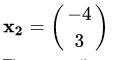 x₂ = (−4
3)